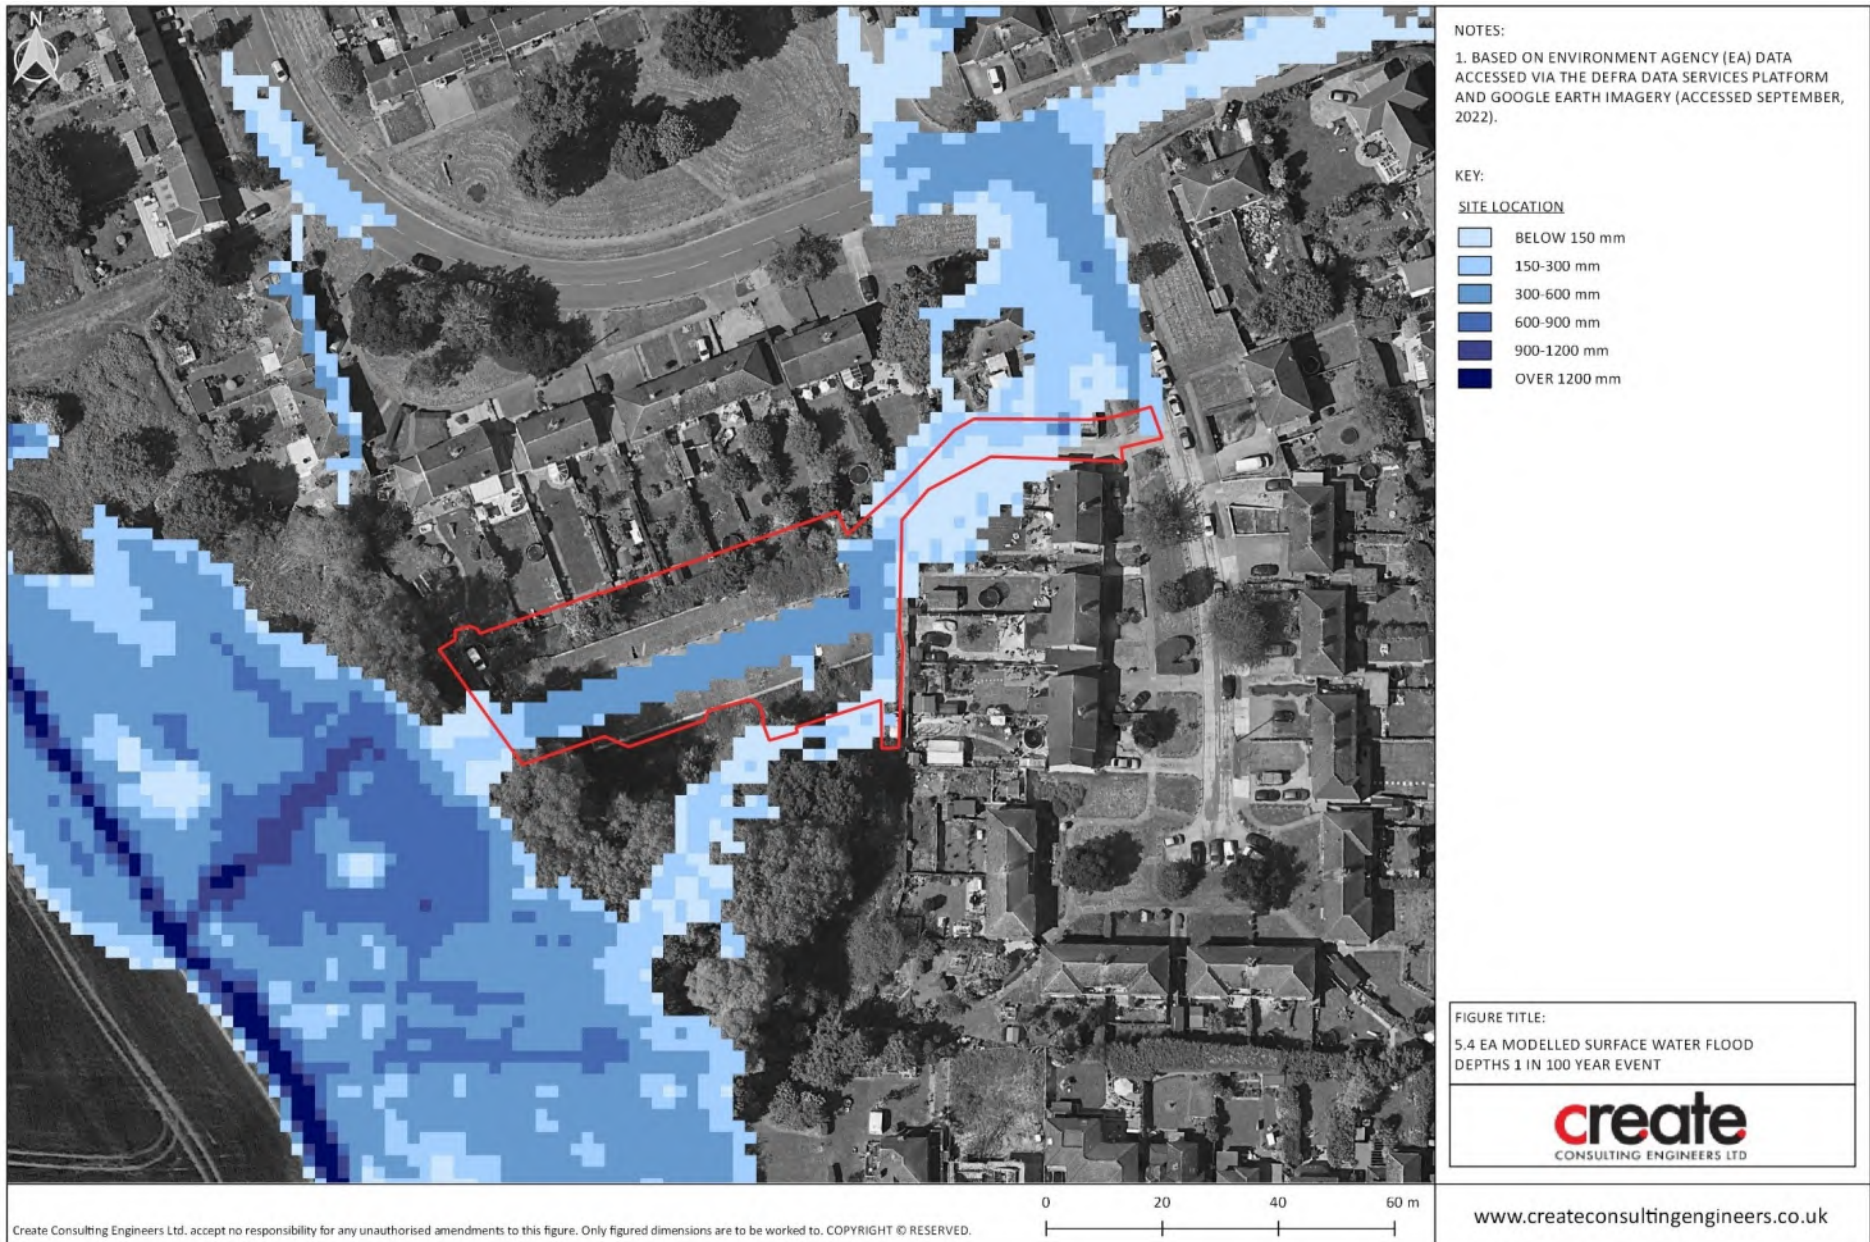 N
NOTES:
1. BASED ON ENVIRONMENT AGENCY (EA) DATA
ACCESSED VIA THE DEFRA DATA SERVICES PLATFORM
AND GOOGLE EARTH IMAGERY (ACCESSED SEPTEMBER,
2022).
KEY:
SITE LOCATION
BELOW 150 mm
150-300 mm
300-600 mm
600-900 mm
900-1200 mm
OVER 1200 mm
FIGURE TITLE:
5.4 EA MODELLED SURFACE WATER FLOOD
DEPTHS 1 IN 100 YEAR EVENT
create
CONSULTING ENGINEERS LTD
www.createconsultingengineers.co.uk
0 20 40 60 m
Create Consulting Engineers Ltd. accept no responsibility for any unauthorised amendments to this figure. Only figured dimensions are to be worked to. COPYRIGHT © RESERVED.